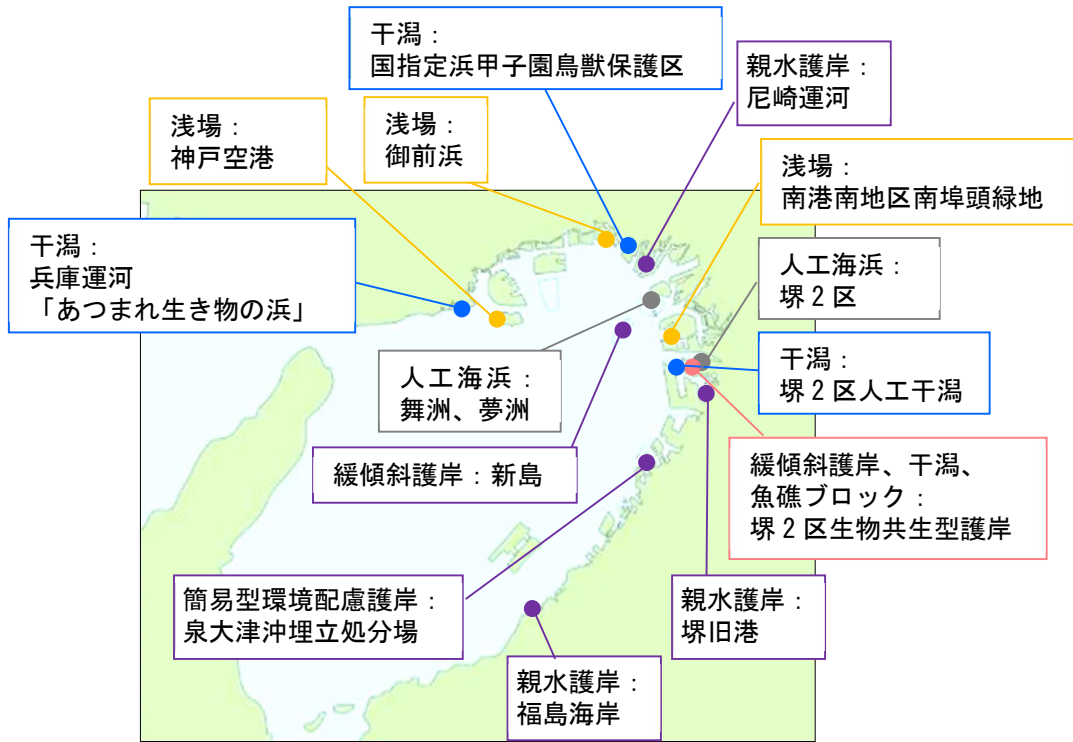 干潟：
国指定浜甲子園鳥獣保護区
親水護岸：
尼崎運河
浅場：
神戸空港
浅場：
御前浜
浅場：
南港南地区南埠頭緑地
干潟：
兵庫運河
「あつまれ生き物の浜」
人工海浜：
堺２区
人工海浜：
舞洲、夢洲
干潟：
堺２区人工干潟
緩傾斜護岸：新島
緩傾斜護岸、干潟、
魚礁ブロック：
堺２区生物共生型護岸
簡易型環境配慮護岸：
泉大津沖埋立処分場
親水護岸：
堺旧港
親水護岸：
福島海岸